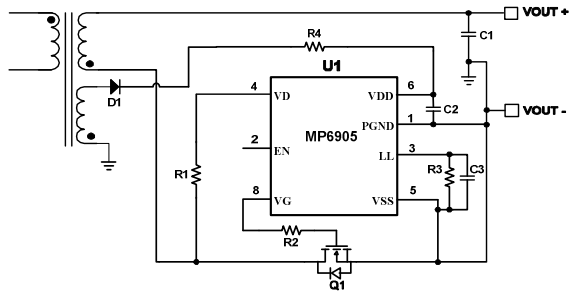 VOUT +
R4
C1
U1
4
VD
6
VDD
D1
C2
VOUT -
1
PGND
MP6905
2
EN
3
LL
R1
R3
C3
8
VG
5
VSS
R2
Q1